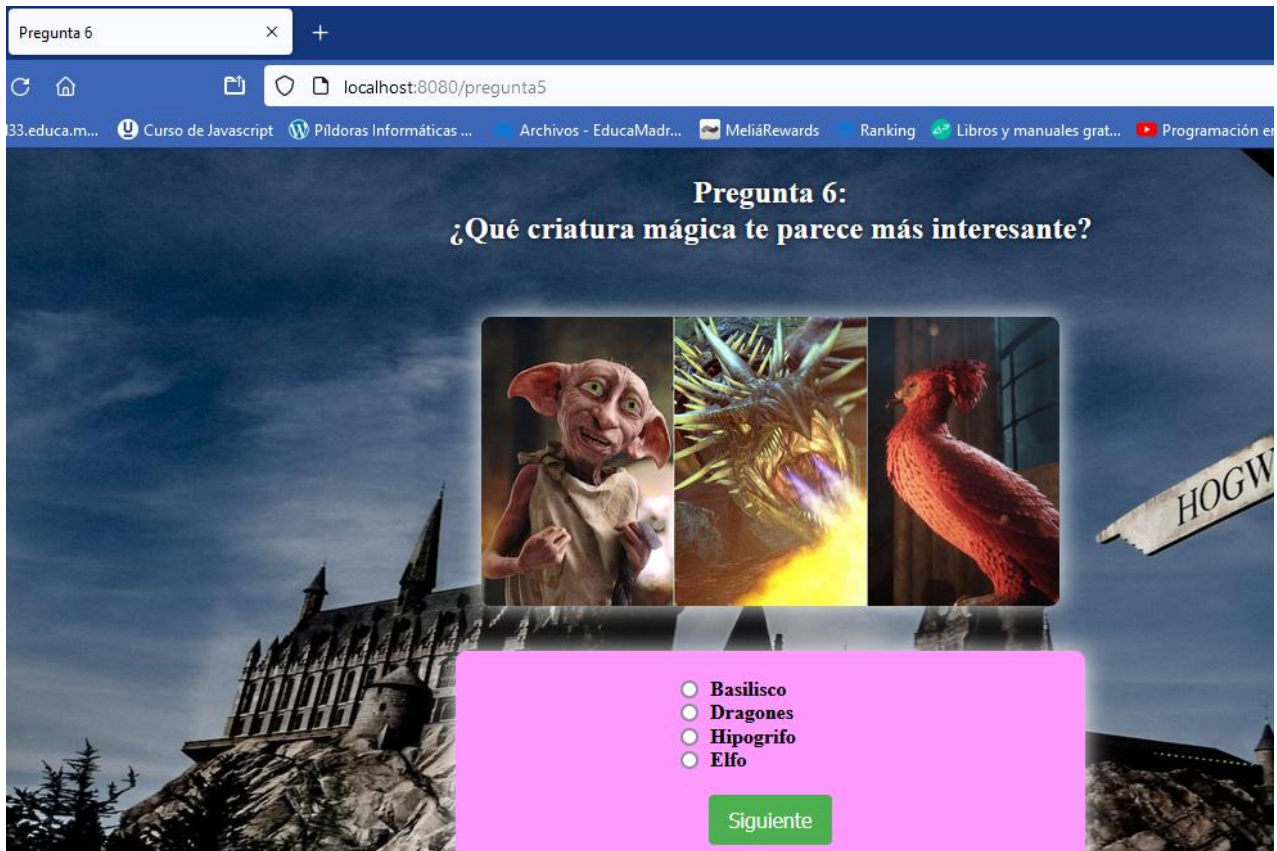 Pregunta 6
localhost:8080/pregunta5
l33.educa.m... Curso de Javascript Píldoras Informáticas ... Archivos - EducaMadr... MeliáRewards Ranking Libros y manuales grat... Programación en
Pregunta 6:
¿Qué criatura mágica te parece más interesante?
HOGW
Basilisco
Dragones
Hipogrifo
Elfo
Siguiente